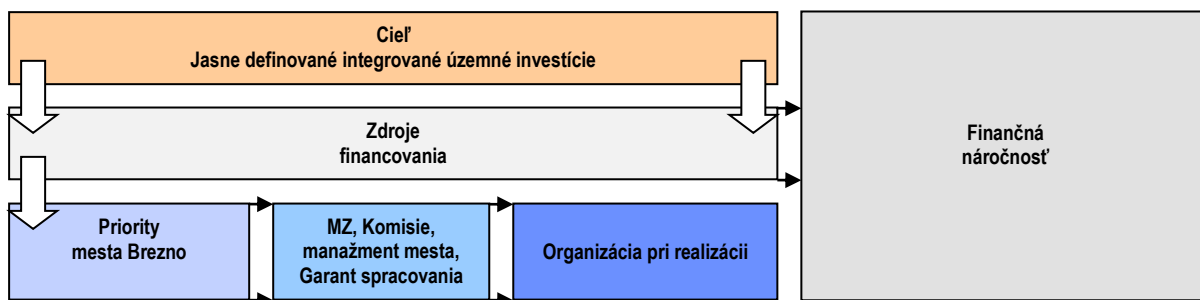 Cieľ
Jasne definované integrované územné investície
Zdroje
financovania
Finančná
náročnosť
Priority
mesta Brezno
MZ, Komisie,
manažment mesta,
Garant spracovania
Organizácia pri realizácii